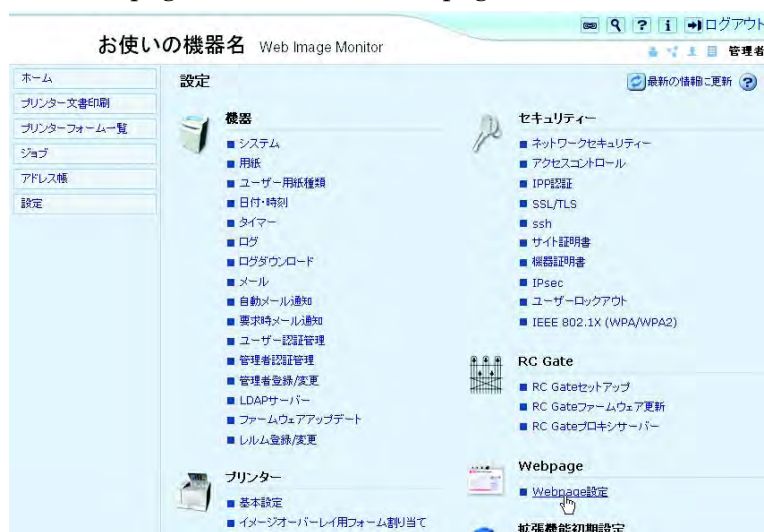 ログアウト
お使いの機器名 Web Image Monitor
管理者
ホーム
プリンター文書印刷
プリンターフォーム一覧
ジョブ
アドレス帳
設定
設定
最新の情報に更新
機器
システム
用紙
ユーザー用紙種類
日付・時刻
タイマー
ログ
ログダウンロード
メール
自動メール通知
要求時メール通知
ユーザー認証管理
管理者認証管理
管理者登録/変更
LDAPサーバー
ファームウェアアップデート
レルム登録/変更
プリンター
基本設定
イメージオーバーレイ用フォーム割り当て
セキュリティー
ネットワークセキュリティー
アクセスコントロール
IPP認証
SSL/TLS
ssh
サイト証明書
機器証明書
IPsec
ユーザーロックアウト
IEEE 802.1X (WPA/WPA2)
RC Gate
RC Gateセットアップ
RC Gateファームウェア更新
RC Gateプロキシサーバー
Webpage
Webpage設定
拡張機能初期設定